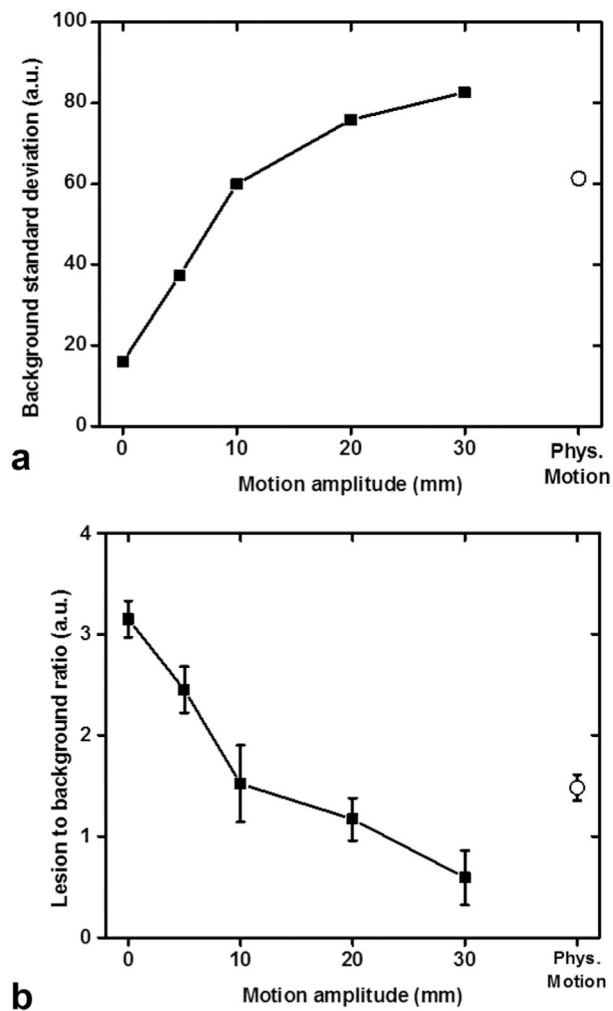 100
80
60
40
20
0
Background standard deviation (a.u.)
0 10 20 30 Phys.
Motion
Motion amplitude (mm)
a
4
3
2
1
0
Lesion to background ratio (a.u.)
0 10 20 30 Phys.
Motion
Motion amplitude (mm)
b